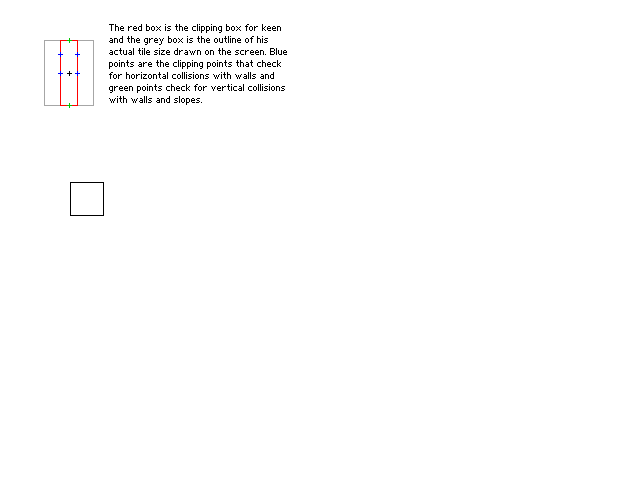 The red box is the clipping box for keen
and the grey box is the outline of his
actual tile size drawn on the screen. Blue
points are the clipping points that check
for horizontal collisions with walls and
green points check for vertical collisions
with walls and slopes.